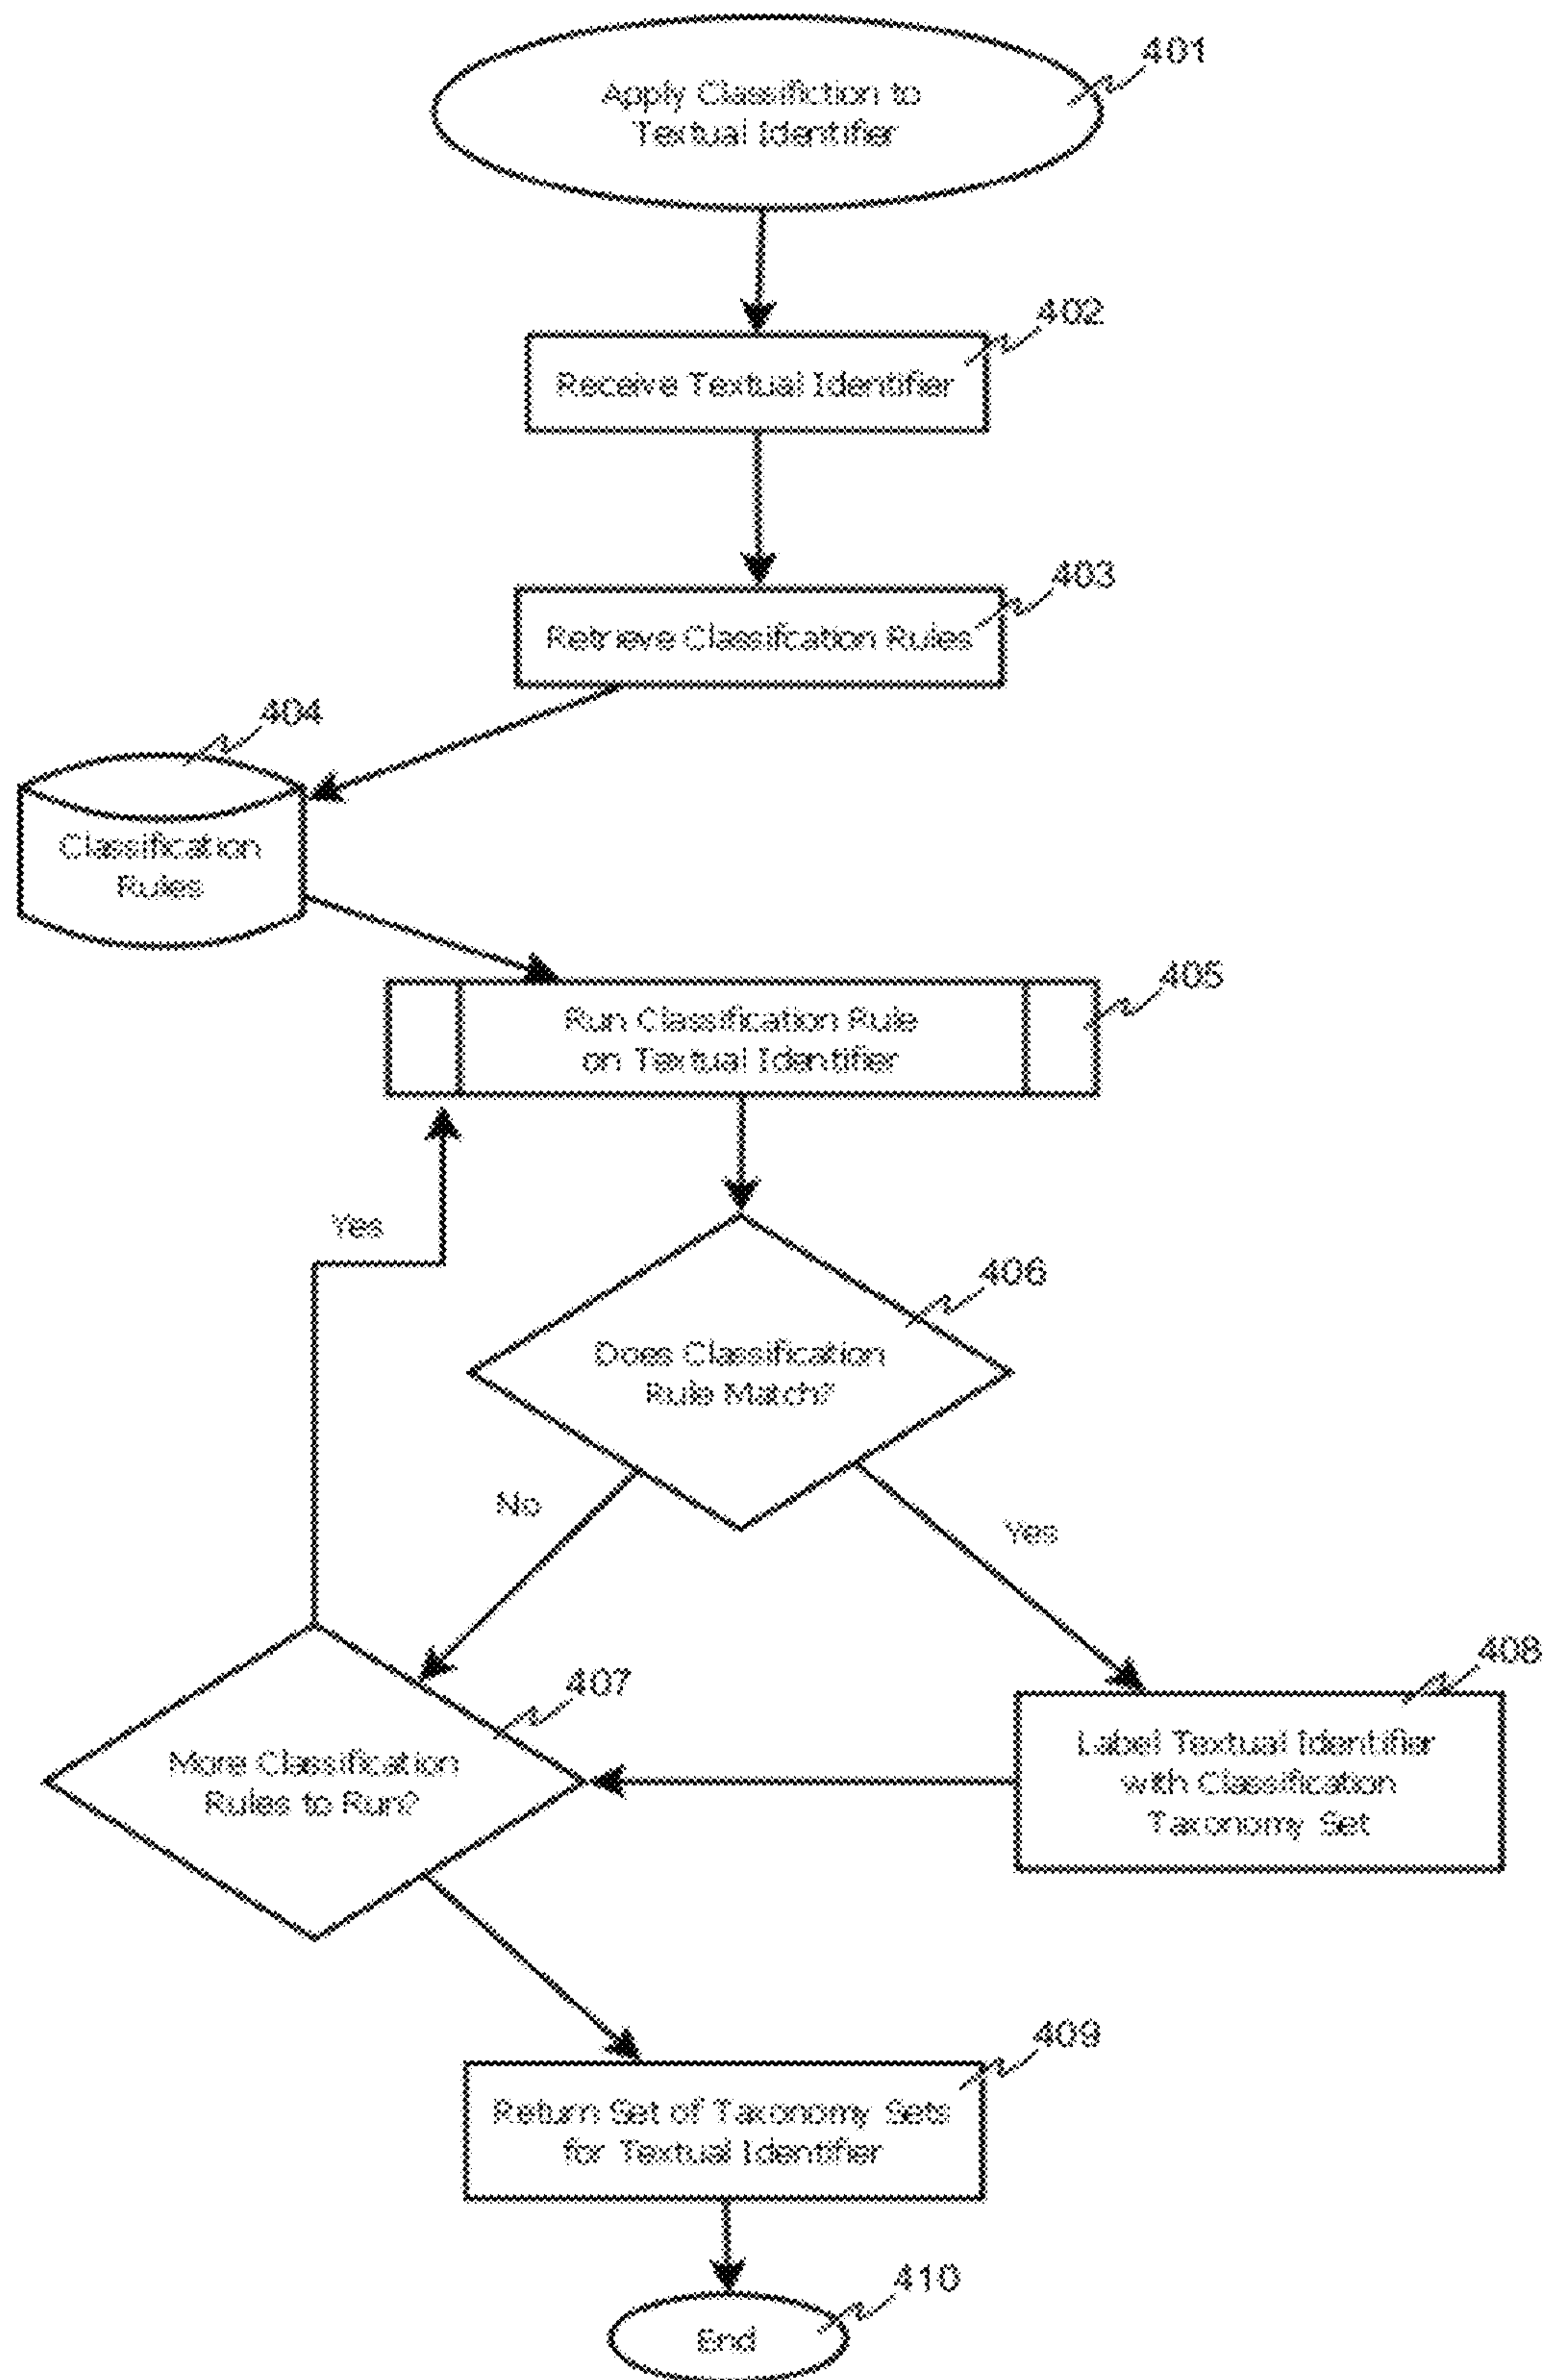 401
Apply Classifiction to
Textual Identifier
402
Receive Textual Identifier
403
Retrieve Classifcation Rules
404
Classification
Rules
405
Run Classification Rule
on Textual Identifier
Yes
406
Does Classification
Rule Match?
No
Yes
407
More Classification
Rules to Run?
408
Label Textual Identifier
with Classification
Taxonomy Set
409
Return Set of Taxonomy Sets
for Textual Identifier
410
End